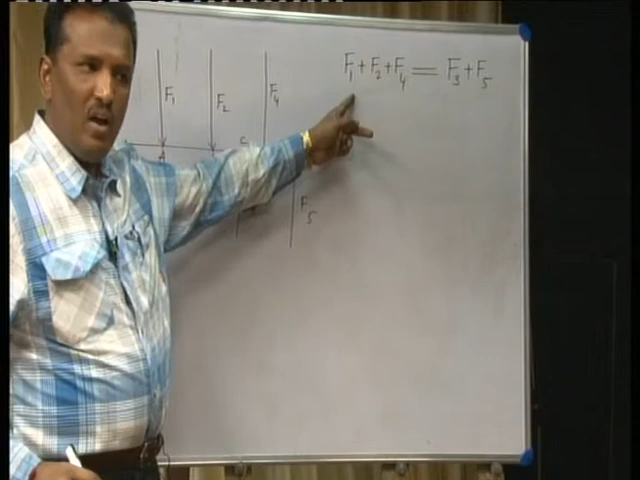 F₁ + F₂ + F₄ = F₃ + F₅
F₁
F₂
F₄
C
F₅